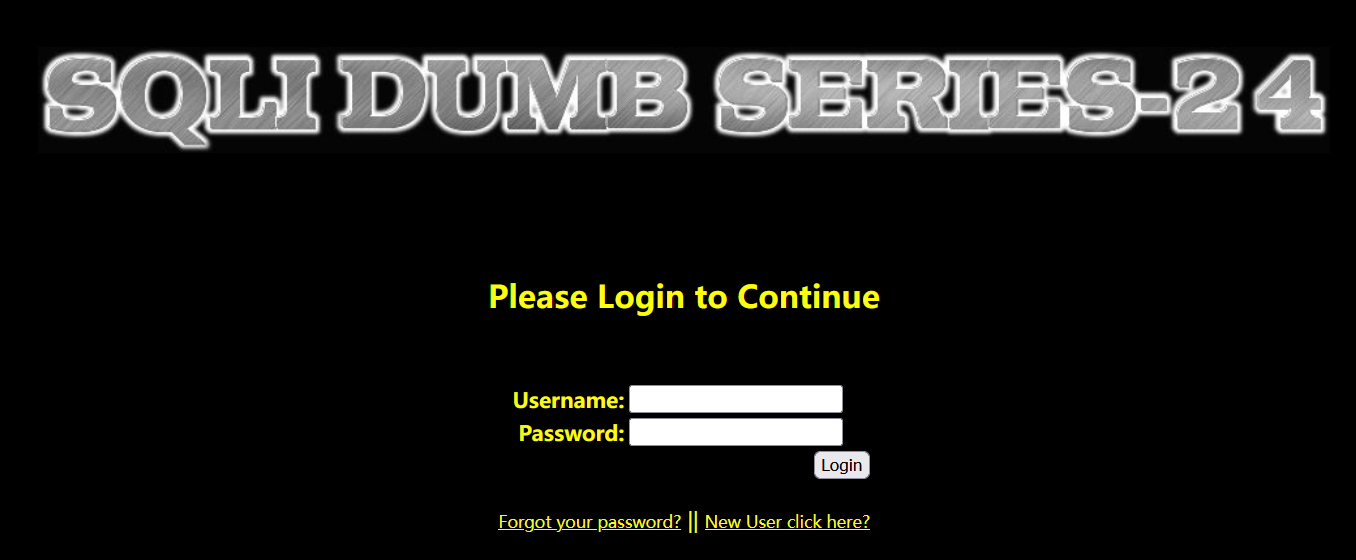 SQLI DUMB SERIES-24
Please Login to Continue
Username:
Password:
Login
Forgot your password? || New User click here?